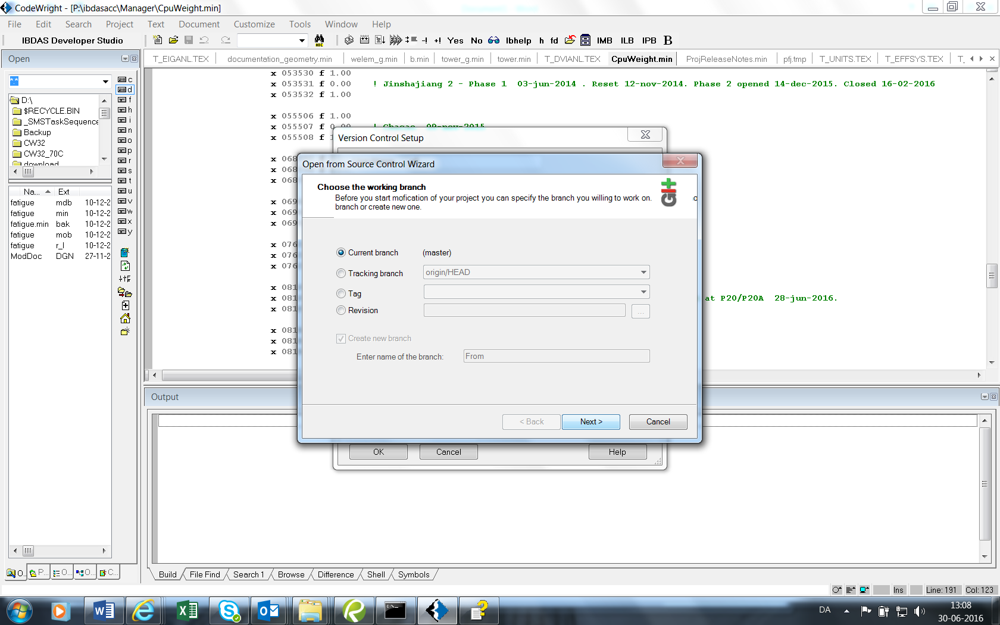 CodeWright - [P:\ibdasacc\Manager\CpuWeight.min]
File Edit Search Project Text Document Customize Tools Window Help
IBDAS Developer Studio
ABC
-! +! Yes No Ibhelp h fd IMB ILB IPB B
Open
T_EIGANL.TEX documentation_geometry.min welem_g.min b.min tower_g.min tower.min T_DVIANL.TEX CpuWeight.min ProjReleaseNotes.min pfj.tmp T_UNITS.TEX T_EFFSYS.TEX T_
*.*
D:\
$RECYCLE.BIN
_SMSTaskSequence
Backup
CW32
CW32_70C
download
c
d
f
h
i
n
o
p
r
s
t
u
v
w
x
y
Na... Ext
fatigue mdb 10-12-2
fatigue min 10-12-2
fatigue.min bak 10-12-2
fatigue mob 10-12-2
fatigue r_l 10-12-2
ModDoc DGN 27-11-2
O.. P... O... O... C...
x 053530 f 1.00
x 053531 f 0.00 ! Jinshajiang 2 - Phase 1 03-jun-2014 . Reset 12-nov-2014. Phase 2 opened 14-dec-2015. Closed 16-02-2016
x 053532 f 1.00
x 055506 f 1.00
x 055507 f 0.00 ! Chacao 09-nov-2015
x 055508 f
x 068
x 068
x 068
x 069
x 069
x 069
x 076
x 076
x 076
x 081
x 081 at P20/P20A 28-jun-2016.
x 081
x 081
x 081
x 081
Version Control Setup
Open from Source Control Wizard
Choose the working branch
Before you start mofication of your project you can specify the branch you willing to work on.
branch or create new one.
Git
Current branch (master)
Tracking branch origin/HEAD
Tag
Revision ...
Create new branch
Enter name of the branch: From
< Back Next > Cancel
OK Cancel Help
Output
Build File Find Search 1 Browse Difference Shell Symbols
Ins Line: 191 Col: 123
DA
13:08
30-06-2016